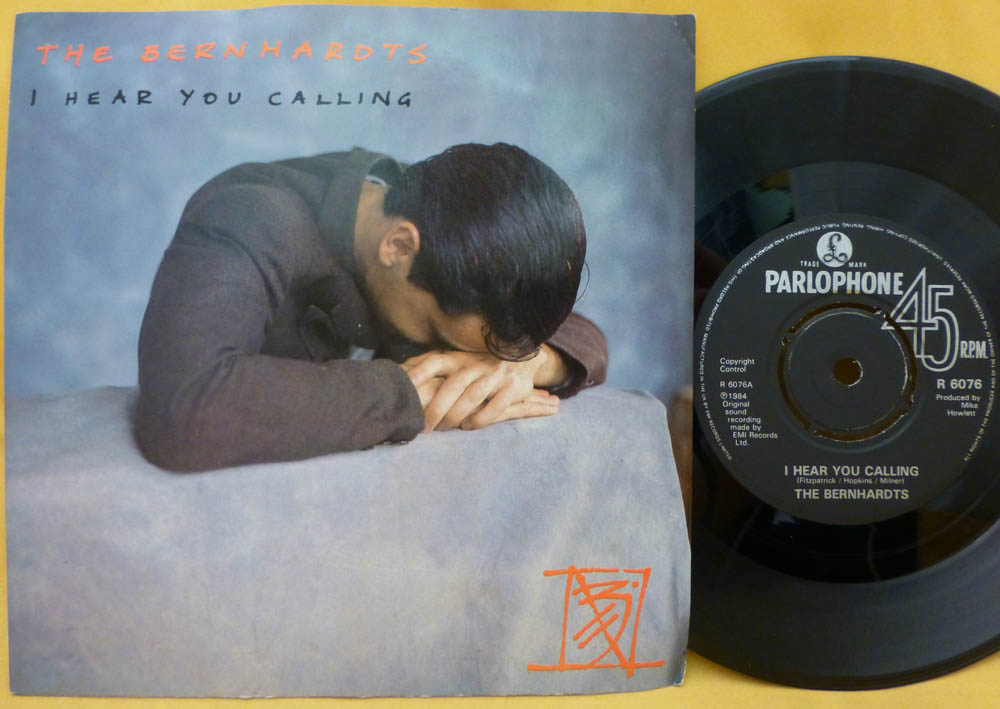 THE BERNHARDTS
I HEAR YOU CALLING
TRADE MARK
PARLOPHONE
45
R.P.M.
Copyright
Control
R 6076A
Ⓟ1984
Original
sound
recording
made by
EMI Records
Ltd.
R 6076
Produced by
Mike
Howlett
I HEAR YOU CALLING
(Fitzpatrick / Hopkins / Milner)
THE BERNHARDTS